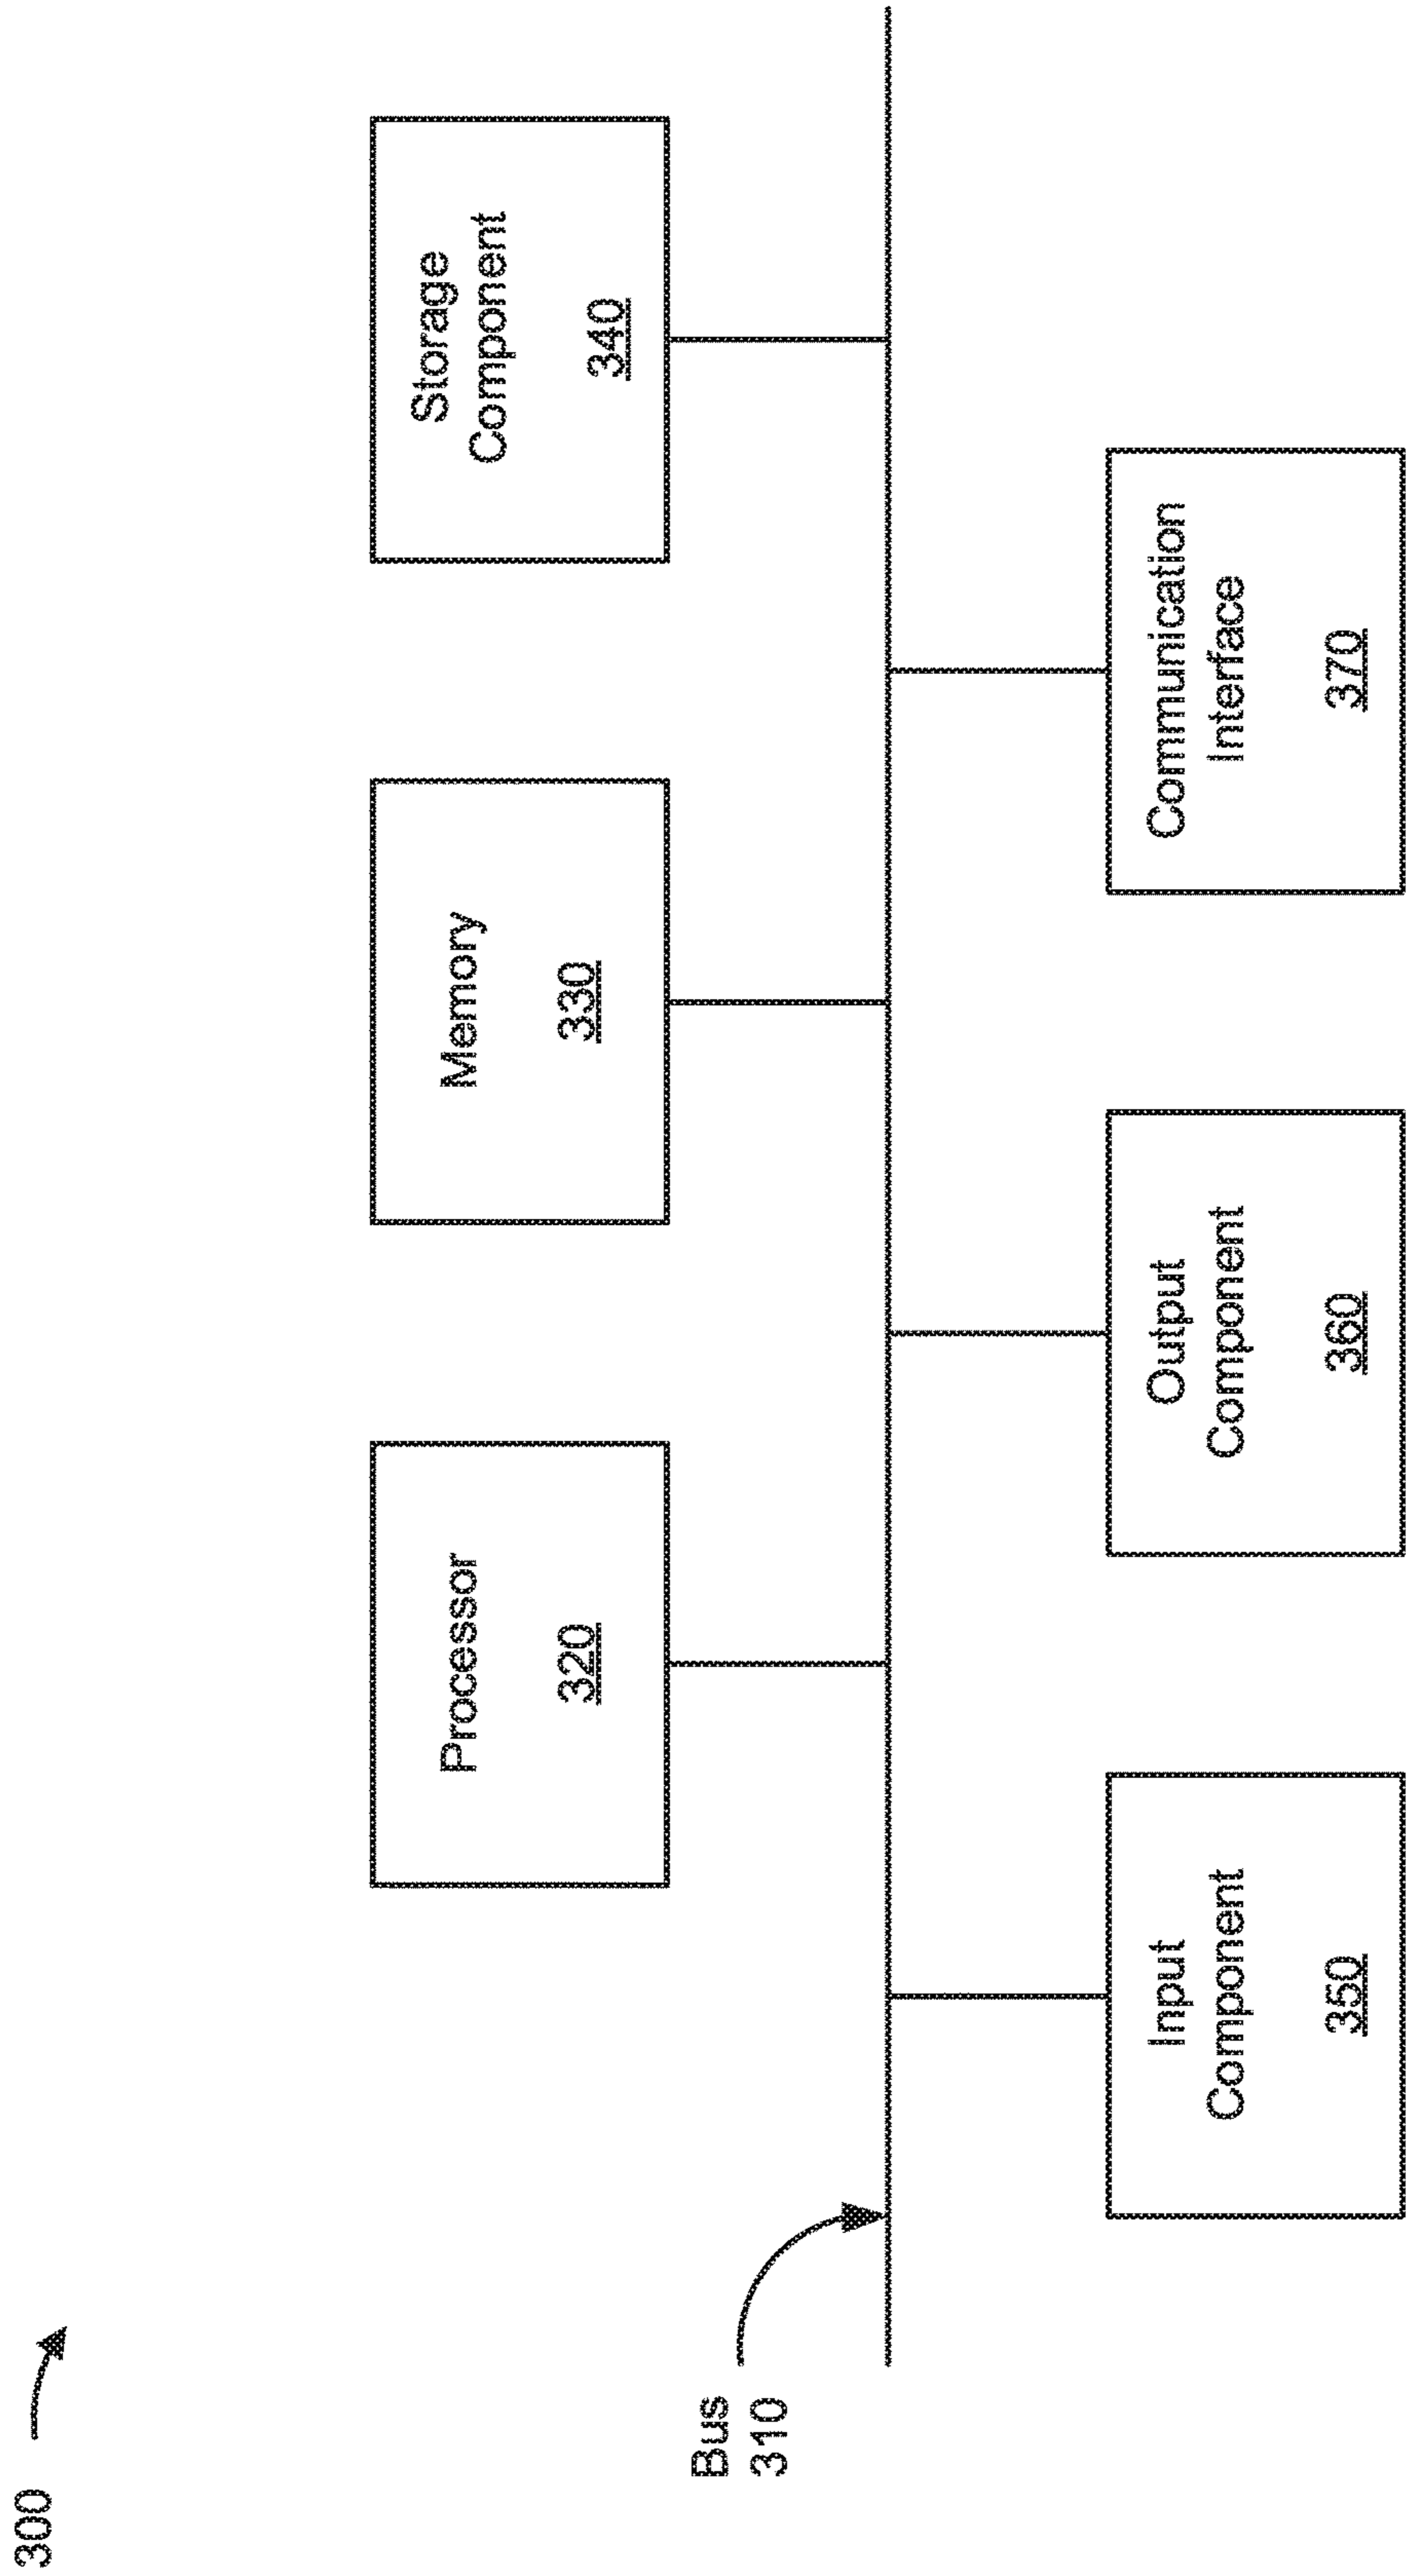 300
Processor
320
Memory
330
Storage
Component
340
Bus
310
Input
Component
350
Output
Component
360
Communication
Interface
370